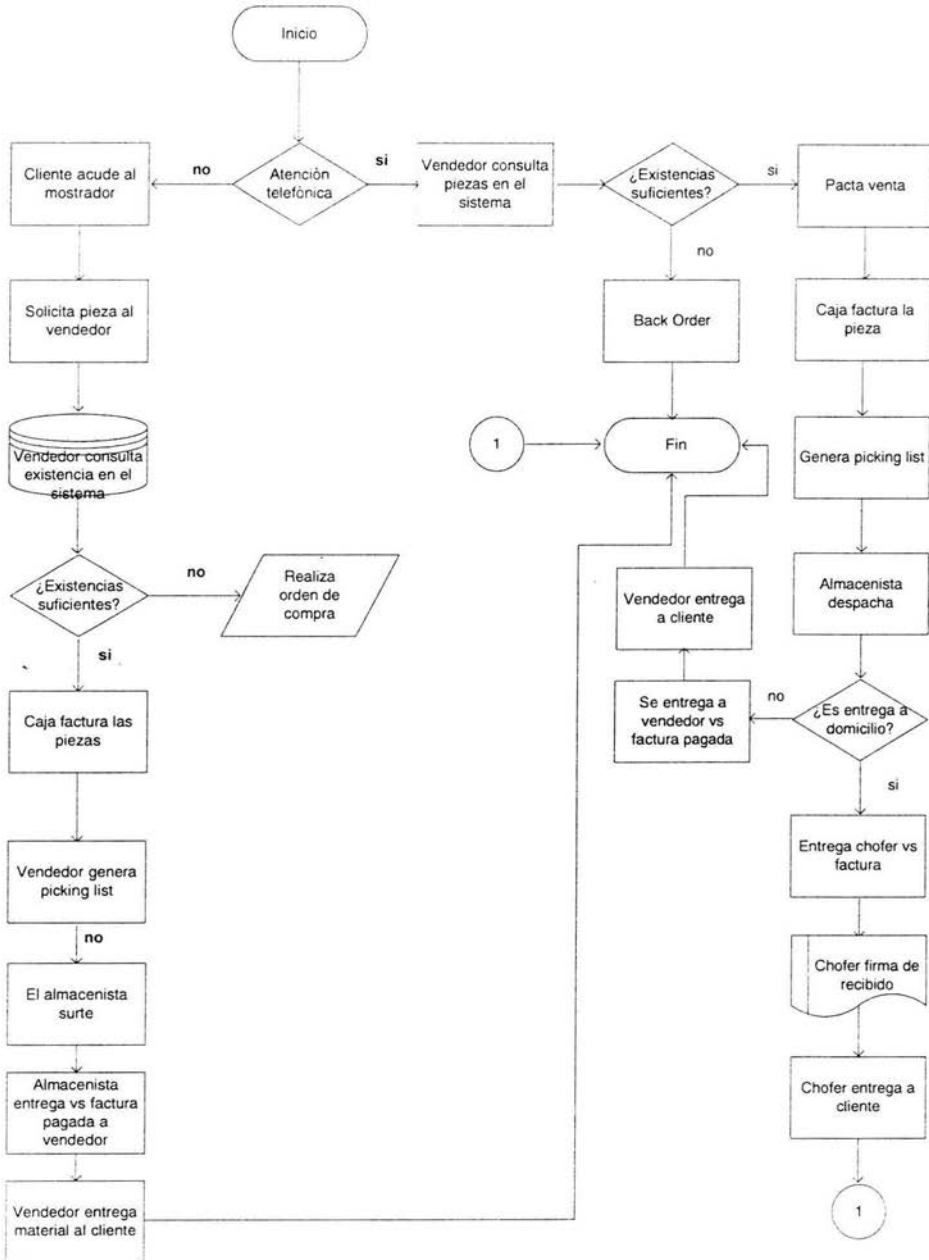 Inicio
Cliente acude al
mostrador
no
Atención
telefónica
si
Vendedor consulta
piezas en el
sistema
¿Existencias
suficientes?
si
Pacta venta
no
Solicita pieza al
vendedor
Back Order
Caja factura la
pieza
Vendedor consulta
existencia en el
sistema
1
Fin
Genera picking list
¿Existencias
suficientes?
no
Realiza
orden de
compra
Vendedor entrega
a cliente
Almacenista
despacha
si
Caja factura las
piezas
Se entrega a
vendedor vs
factura pagada
no
¿Es entrega a
domicilio?
si
Vendedor genera
picking list
Entrega chofer vs
factura
no
El almacenista
surte
Chofer firma de
recibido
Almacenista
entrega vs factura
pagada a
vendedor
Chofer entrega a
cliente
Vendedor entrega
material al cliente
1